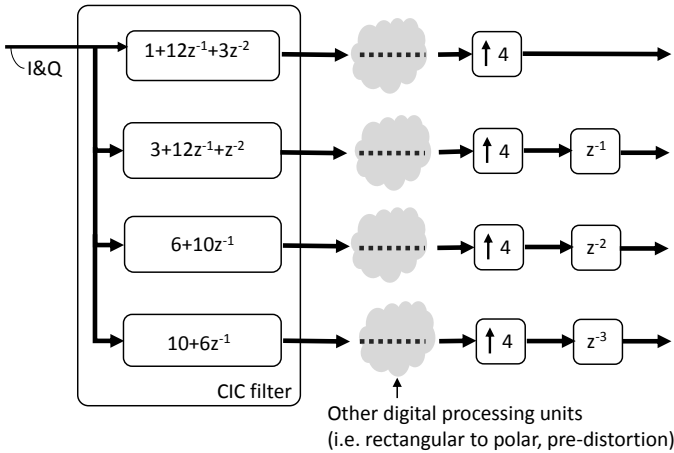 1+12z⁻¹+3z⁻²
I&Q
↑ 4
3+12z⁻¹+z⁻²
↑ 4
z⁻¹
6+10z⁻¹
↑ 4
z⁻²
10+6z⁻¹
↑ 4
z⁻³
CIC filter
Other digital processing units
(i.e. rectangular to polar, pre-distortion)